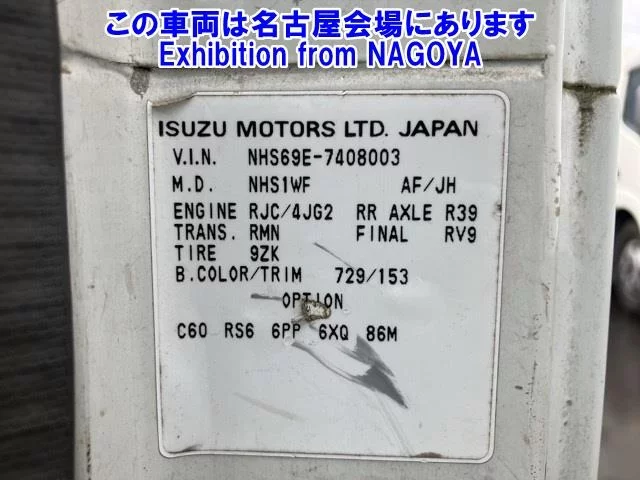 この車両は名古屋会場にあります
Exhibition from NAGOYA
ISUZU MOTORS LTD. JAPAN
V.I.N. NHS69E-7408003
M.D. NHS1WF AF/JH
ENGINE RJC/4JG2 RR AXLE R39
TRANS. RMN FINAL RV9
TIRE 9ZK
B.COLOR/TRIM 729/153
OPTION
C60 RS6 6PP 6XQ 86M